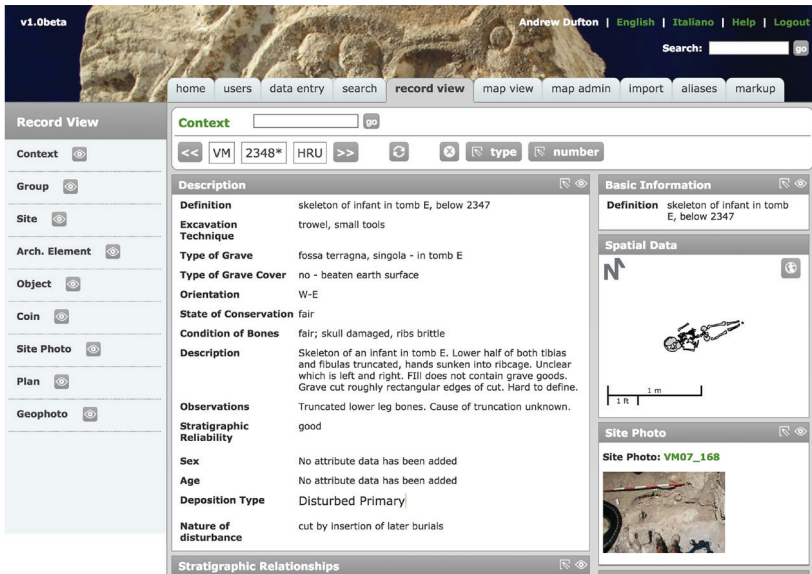 v1.0beta
Andrew Dufton | English | Italiano | Help | Logout
Search: go
home users data entry search record view map view map admin import aliases markup
Record View
Context
Group
Site
Arch. Element
Object
Coin
Site Photo
Plan
Geophoto
Context go
<< VM 2348* HRU >> type number
Description
Definition skeleton of infant in tomb E, below 2347
Excavation trowel, small tools
Technique
Type of Grave fossa terragna, singola - in tomb E
Type of Grave Cover no - beaten earth surface
Orientation W-E
State of Conservation fair
Condition of Bones fair; skull damaged, ribs brittle
Description Skeleton of an infant in tomb E. Lower half of both tibias
and fibulas truncated, hands sunken into ribcage. Unclear
which is left and right. FIll does not contain grave goods.
Grave cut roughly rectangular edges of cut. Hard to define.
Observations Truncated lower leg bones. Cause of truncation unknown.
Stratigraphic good
Reliability
Sex No attribute data has been added
Age No attribute data has been added
Deposition Type Disturbed Primary
Nature of cut by insertion of later burials
disturbance
Stratigraphic Relationships
Basic Information
Definition skeleton of infant in tomb
E, below 2347
Spatial Data
N
1 m
1 ft
Site Photo
Site Photo: VM07_168